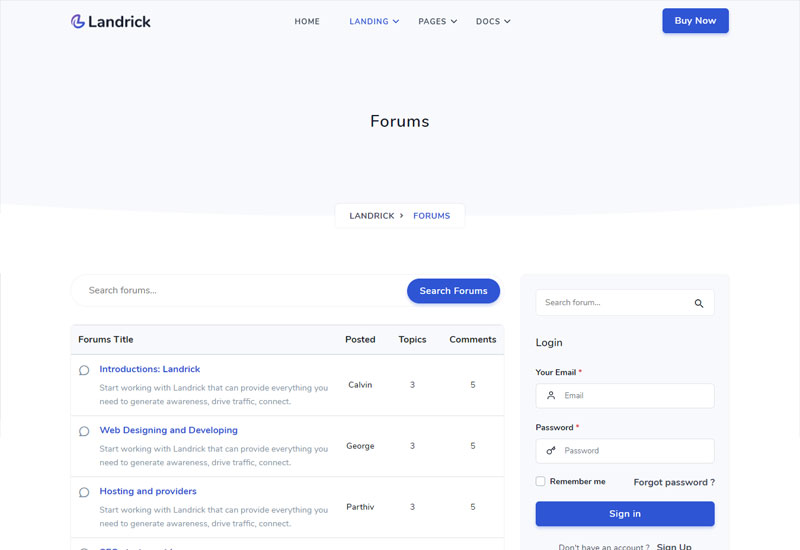 Landrick
HOME LANDING PAGES DOCS
Buy Now
Forums
LANDRICK > FORUMS
Search forums...
Search Forums
Forums Title Posted Topics Comments
Introductions: Landrick
Start working with Landrick that can provide everything you
need to generate awareness, drive traffic, connect.
Calvin 3 5
Web Designing and Developing
Start working with Landrick that can provide everything you
need to generate awareness, drive traffic, connect.
George 3 5
Hosting and providers
Start working with Landrick that can provide everything you
need to generate awareness, drive traffic, connect.
Parthiv 3 5
Search forum...
Login
Your Email *
Email
Password *
Password
Remember me Forgot password ?
Sign in
Don't have an account ? Sign Up